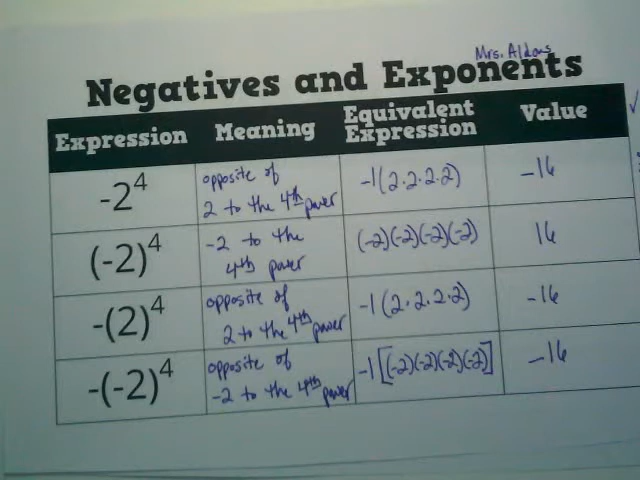 Mrs. Aldous
Negatives and Exponents
Expression Meaning Equivalent Expression Value
-2⁴
opposite of
2 to the 4th power
-1(2·2·2·2)
-16
(-2)⁴
-2 to the
4th power
(-2)(-2)(-2)(-2)
16
-(2)⁴
opposite of
2 to the 4th power
-1(2·2·2·2)
-16
-(-2)⁴
opposite of
-2 to the 4th power
-1[(-2)(-2)(-2)(-2)]
-16